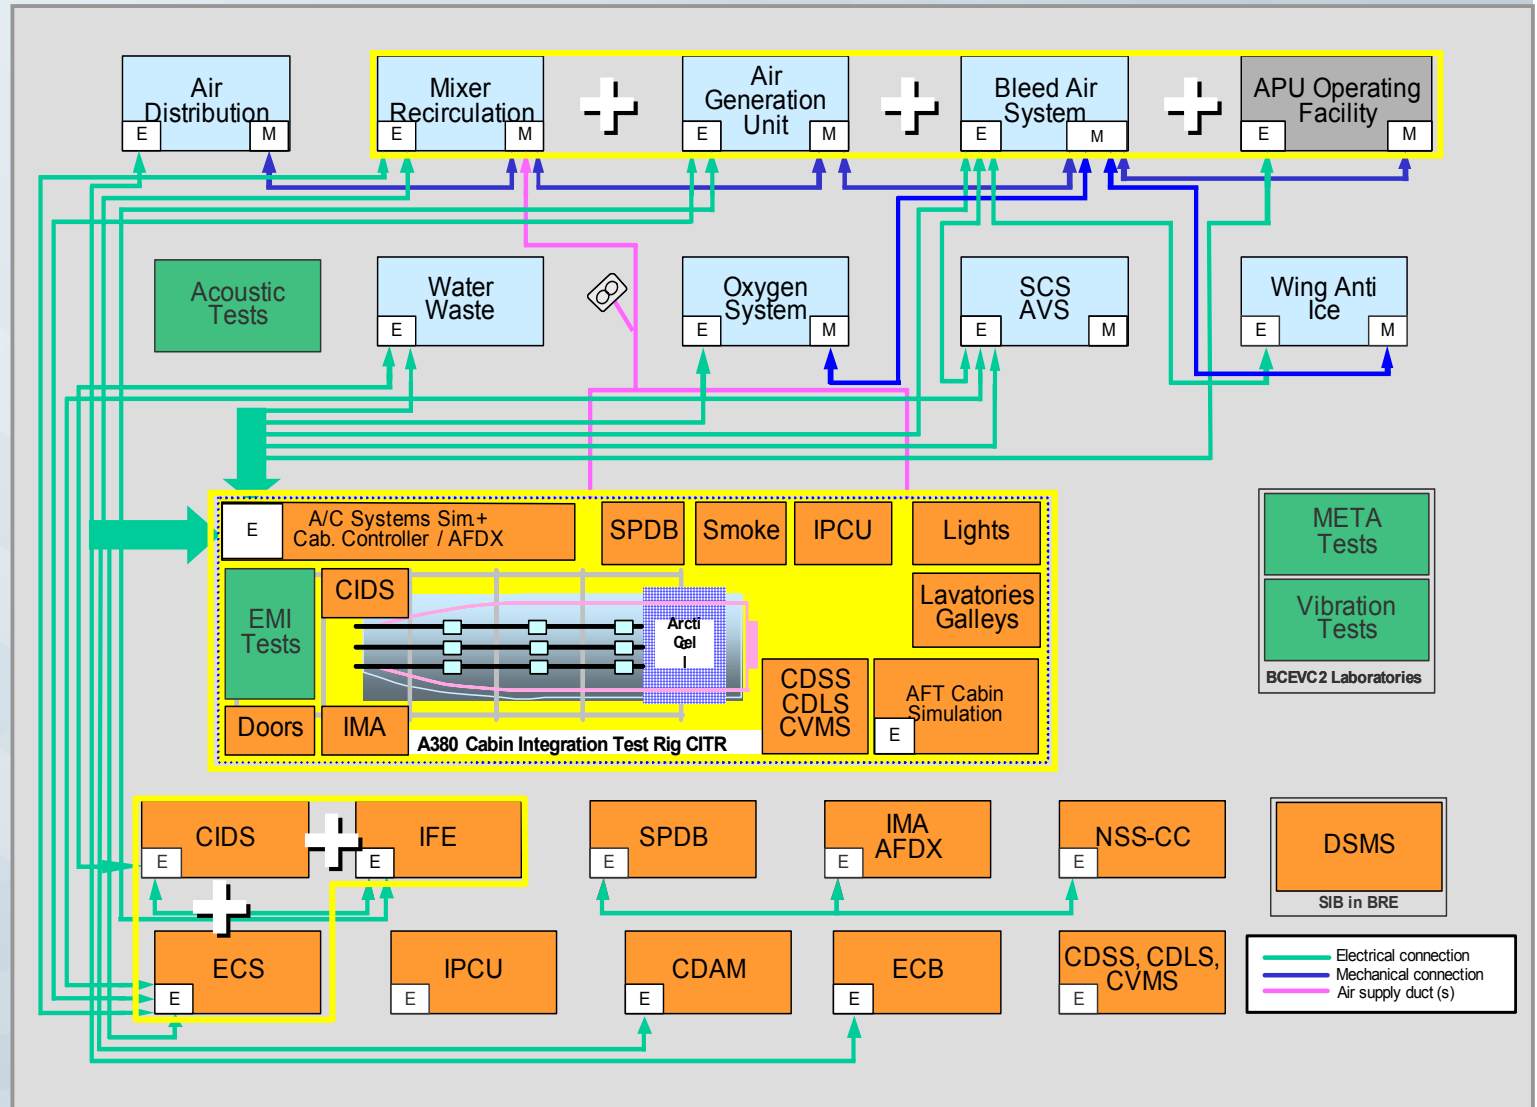 Air
Distribution
E
M
Mixer
Recirculation
E
M
Air
Generation
Unit
E
M
Bleed Air
System
E
M
APU Operating
Facility
E
M
Acoustic
Tests
Water
Waste
E
Oxygen
System
E
M
SCS
AVS
E
M
Wing Anti
Ice
E
M
E
A/C Systems Sim.+
Cab. Controller / AFDX
SPDB
Smoke
IPCU
Lights
EMI
Tests
CIDS
Arcti
c
Cel
l
Lavatories
Galleys
CDSS
CDLS
CVMS
AFT Cabin
Simulation
E
Doors
IMA
A380 Cabin Integration Test Rig CITR
META
Tests
Vibration
Tests
BCEVC2 Laboratories
CIDS
E
IFE
E
SPDB
E
IMA
AFDX
E
NSS-CC
E
DSMS
SIB in BRE
ECS
E
IPCU
E
CDAM
E
ECB
E
CDSS, CDLS,
CVMS
E
Electrical connection
Mechanical connection
Air supply duct (s)